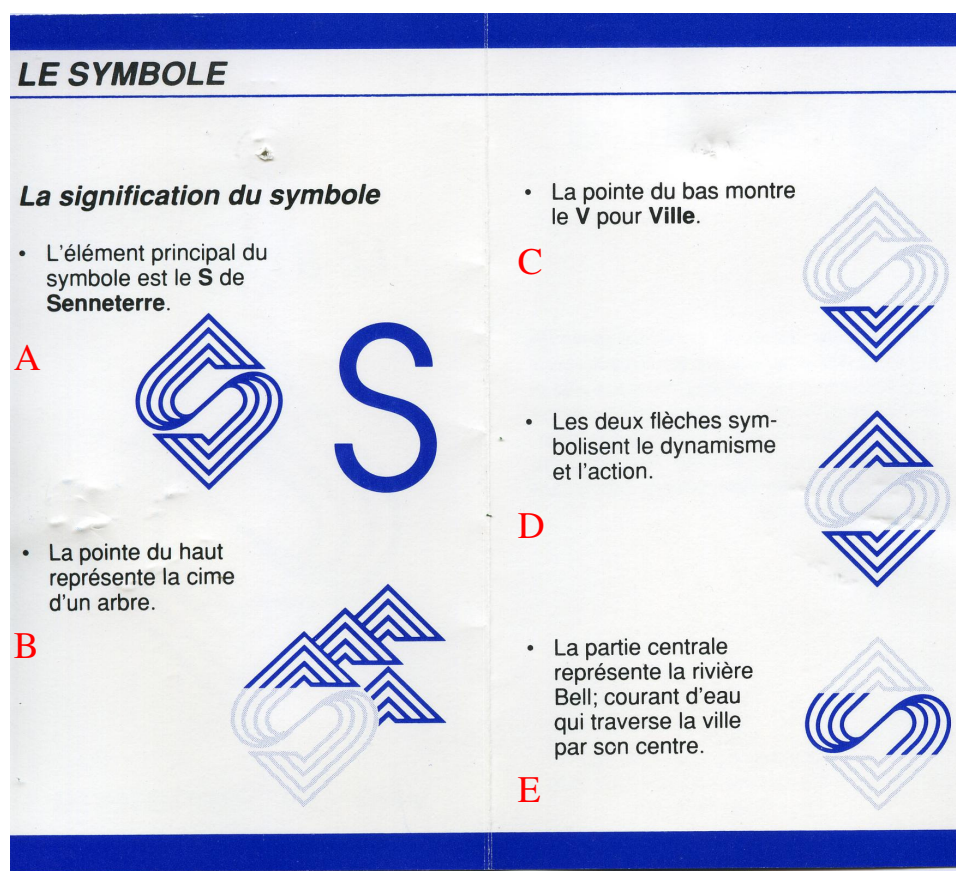 LE SYMBOLE
La signification du symbole
• L'élément principal du
symbole est le S de
Senneterre.
A
S
• La pointe du haut
représente la cime
d'un arbre.
B
• La pointe du bas montre
le V pour Ville.
C
• Les deux flèches sym-
bolisent le dynamisme
et l'action.
D
• La partie centrale
représente la rivière
Bell; courant d'eau
qui traverse la ville
par son centre.
E